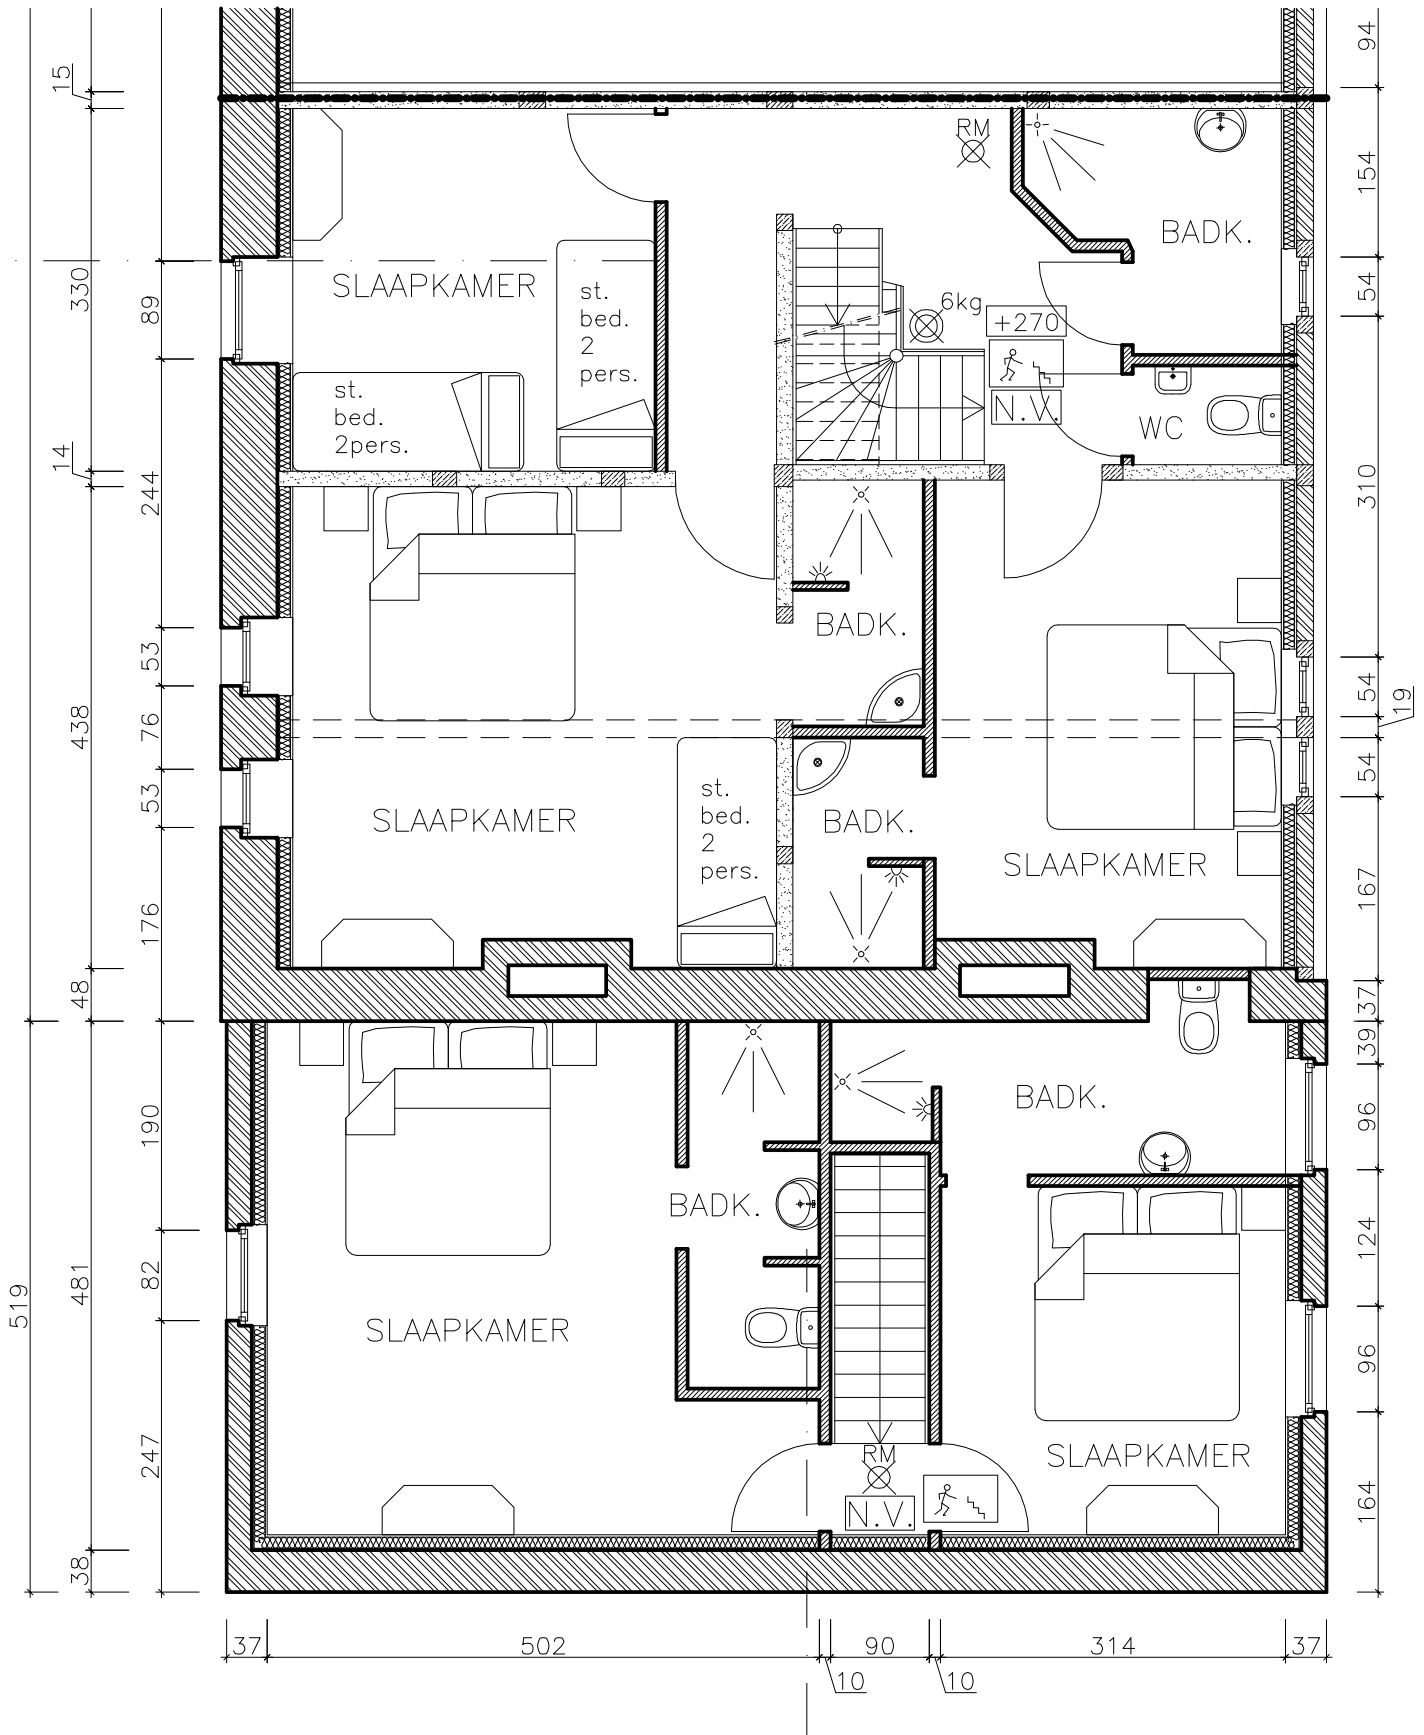 94
15
RM
154
BADK.
330
89
SLAAPKAMER
st.
bed.
2
pers.
6kg
+270
54
st.
bed.
2pers.
N.V.
WC
14
244
310
53
BADK.
54
19
438
76
54
53
SLAAPKAMER
st.
bed.
2
pers.
BADK.
SLAAPKAMER
167
176
48
37
39
BADK.
96
190
BADK.
124
519
481
82
SLAAPKAMER
96
SLAAPKAMER
247
RM
N.V.
164
38
37
502
90
314
37
10
10